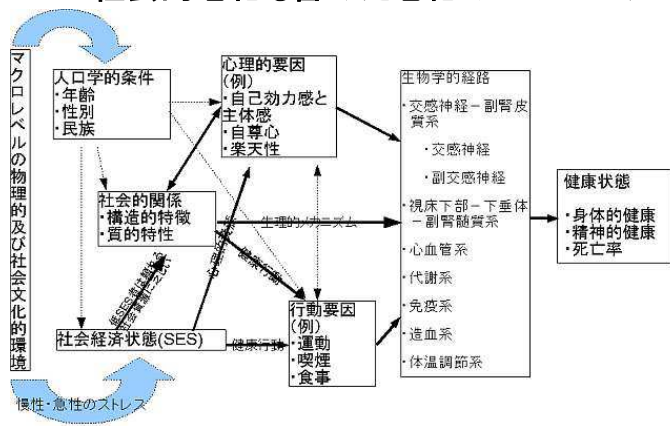 マクロレベルの物理的及び社会文化的環境
人口学的条件
・年齢
・性別
・民族
心理的要因
(例)
・自己効力感と
主体感
・自尊心
・楽天性
社会的関係
・構造的特徴
・質的特性
生理的メカニズム
健康行動
社会経済状態(SES)
健康行動
行動要因
(例)
・運動
・喫煙
・食事
生物学的経路
・交感神経－副腎皮
質系
・交感神経
・副交感神経
・視床下部－下垂体
－副腎髄質系
・心血管系
・代謝系
・免疫系
・造血系
・体温調節系
健康状態
・身体的健康
・精神的健康
・死亡率
慢性・急性のストレス